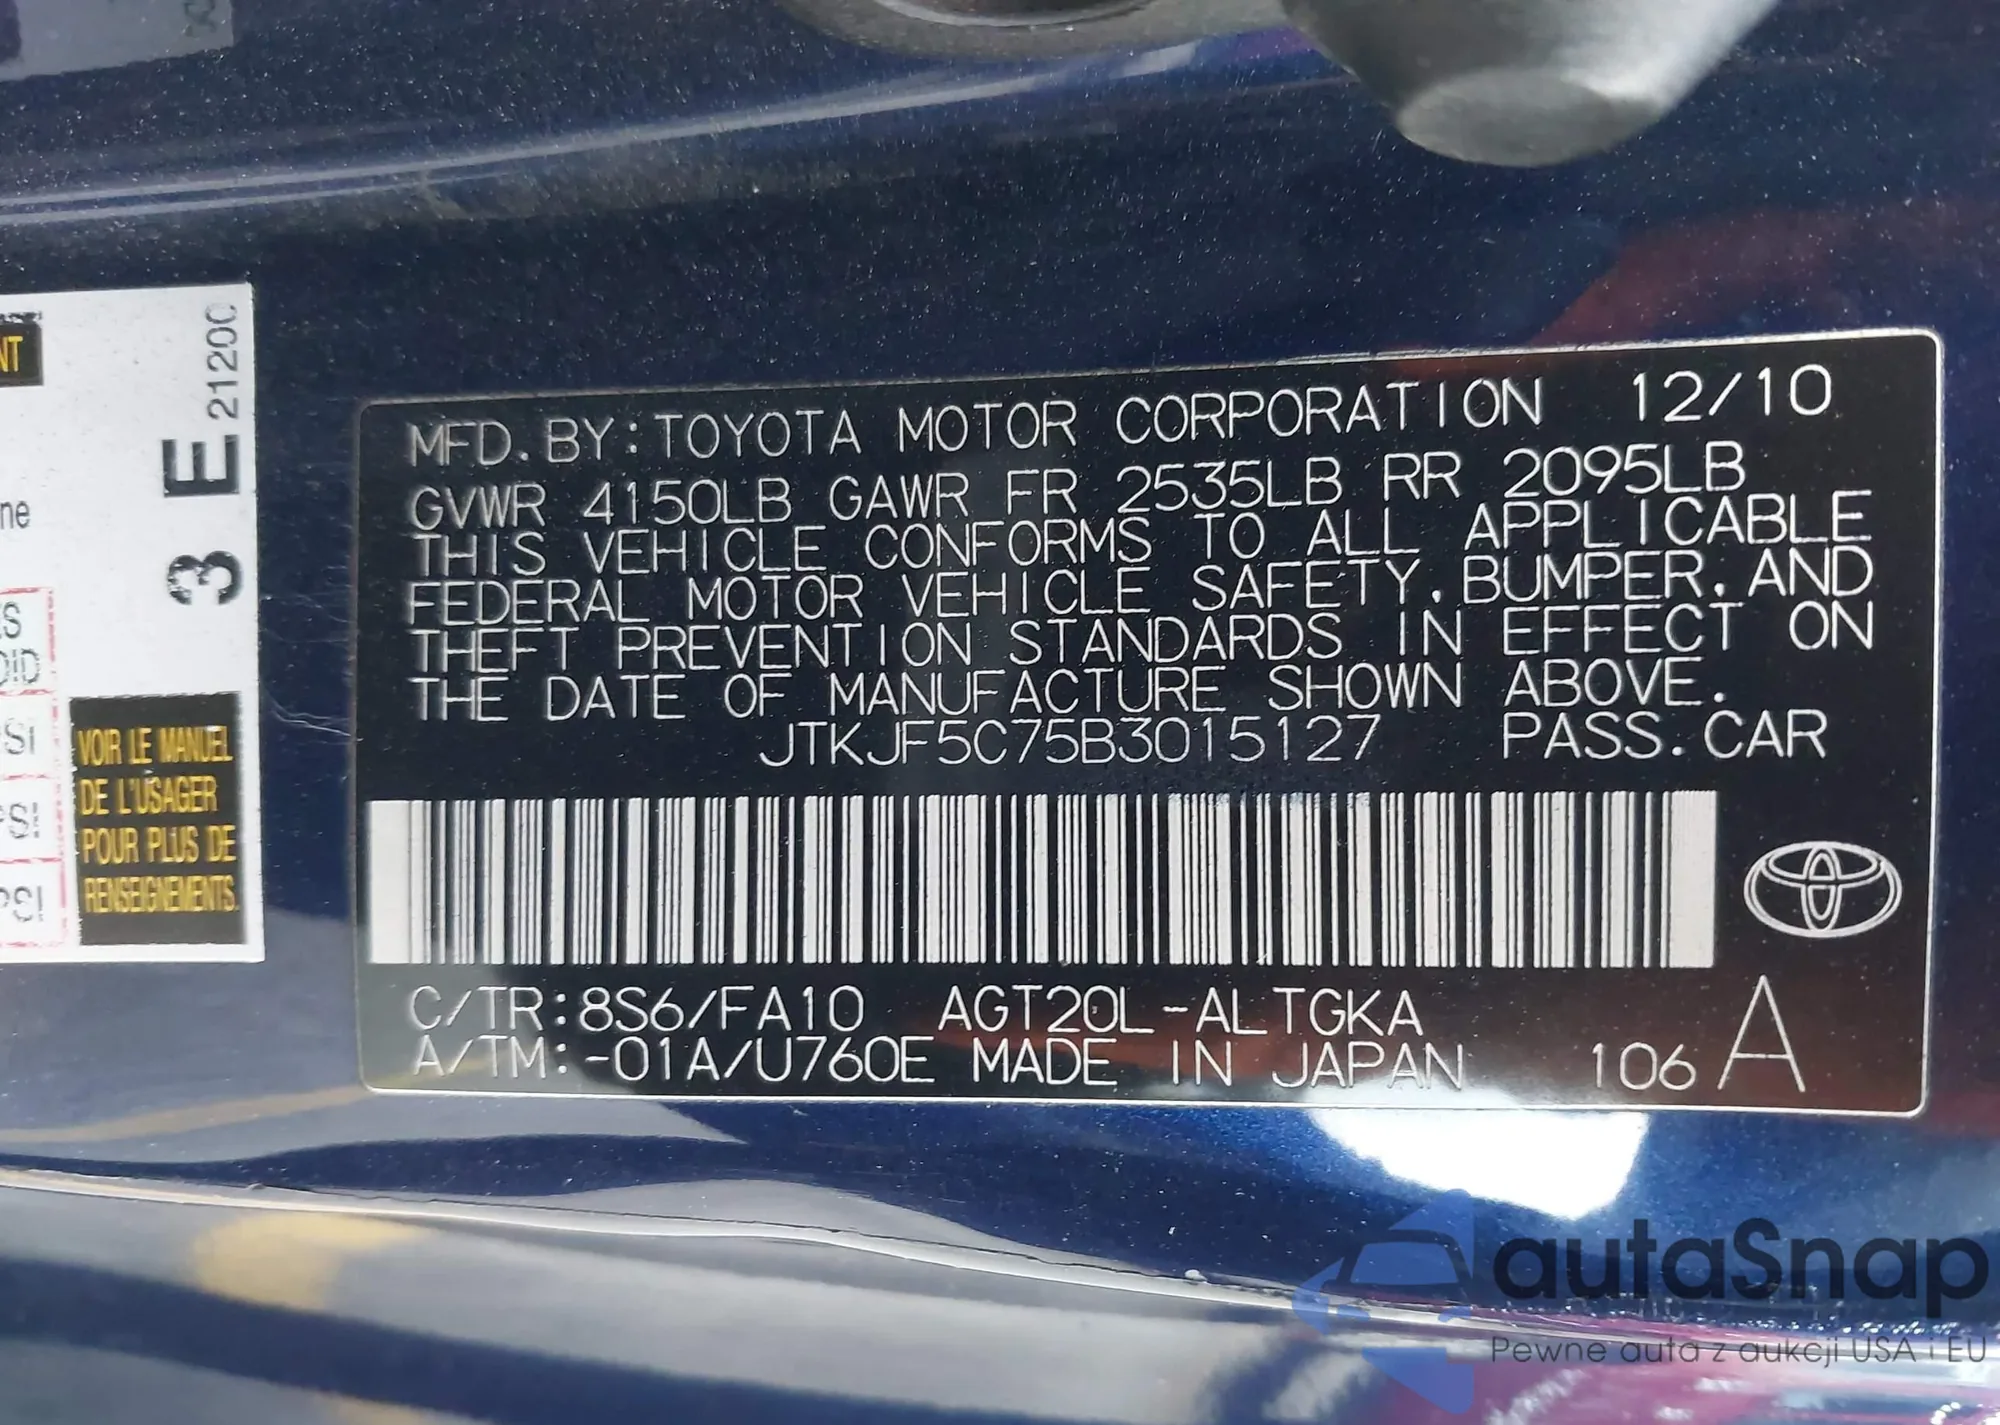 MFD. BY: TOYOTA MOTOR CORPORATION 12/10
GVWR 4150LB GAWR FR 2535LB RR 2095LB
THIS VEHICLE CONFORMS TO ALL APPLICABLE
FEDERAL MOTOR VEHICLE SAFETY, BUMPER, AND
THEFT PREVENTION STANDARDS IN EFFECT ON
THE DATE OF MANUFACTURE SHOWN ABOVE.
JTKJF5C75B3015127 PASS. CAR
C/TR: 8S6/FA10 AGT20L-ALTGKA
A/TM: -01A/U760E MADE IN JAPAN 106 A
3 E 21200
NT
ne
VOIR LE MANUEL
DE L'USAGER
POUR PLUS DE
RENSEIGNEMENTS.
autaSnap
Pewne auta z aukcji USA i EU